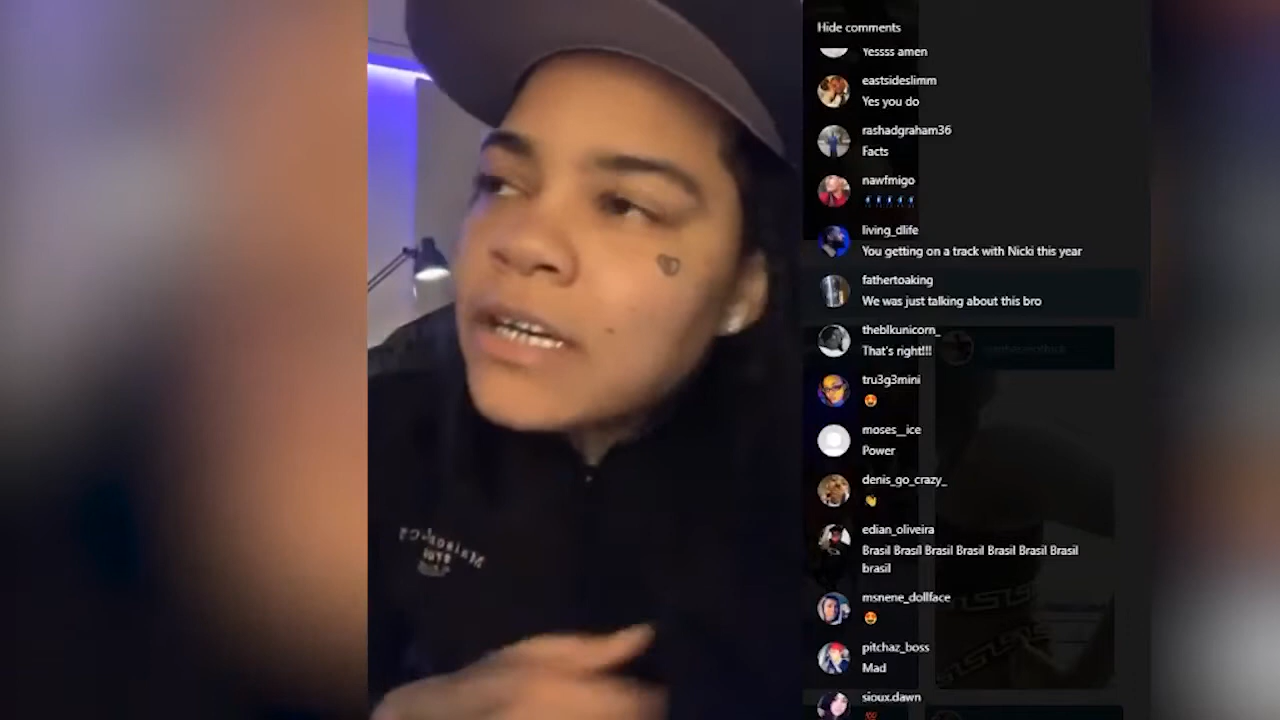 Hide comments
Yessss amen
eastsideslimm
Yes you do
rashadgraham36
Facts
nawfmigo
living_dlife
You getting on a track with Nicki this year
fathertoaking
We was just talking about this bro
theblkunicorn_
That's right!!!
tru3g3mini
moses__ice
Power
denis_go_crazy_
edian_oliveira
Brasil Brasil Brasil Brasil Brasil Brasil Brasil
brasil
msnene_dollface
pitchaz_boss
Mad
sioux.dawn